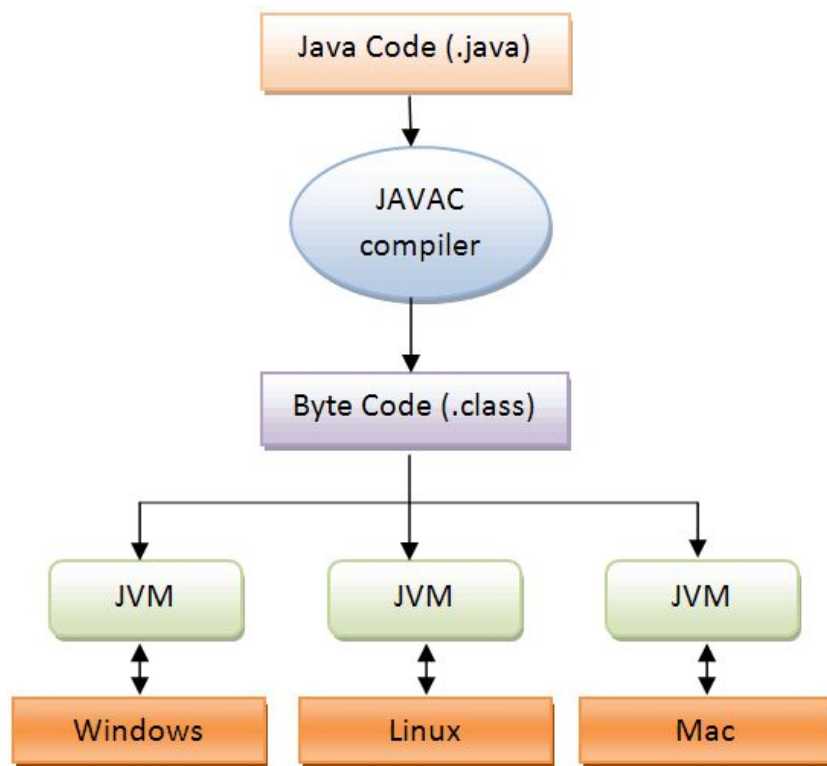 Java Code (.java)
JAVAC
compiler
Byte Code (.class)
JVM
JVM
JVM
Windows
Linux
Mac